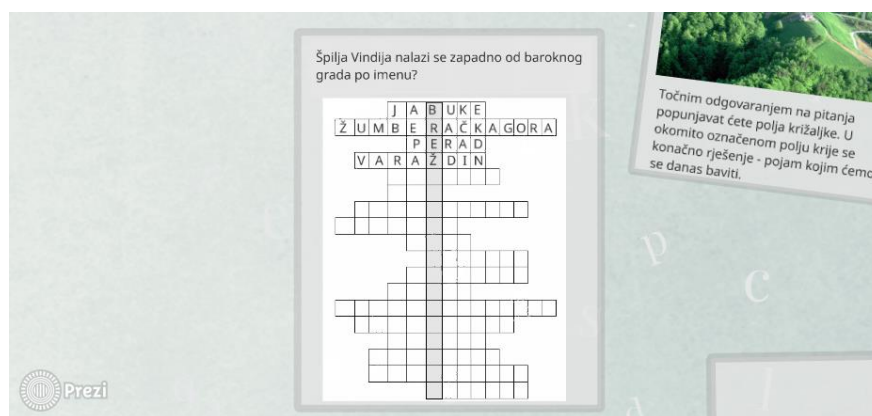 Špilja Vindija nalazi se zapadno od baroknog
grada po imenu?
JABUKE
ŽUMBERAČKAGORA
PERAD
VARAŽDIN
Točnim odgovaranjem na pitanja
popunjavat ćete polja križaljke. U
okomito označenom polju krije se
konačno rješenje - pojam kojim ćemo
se danas baviti.
Prezi